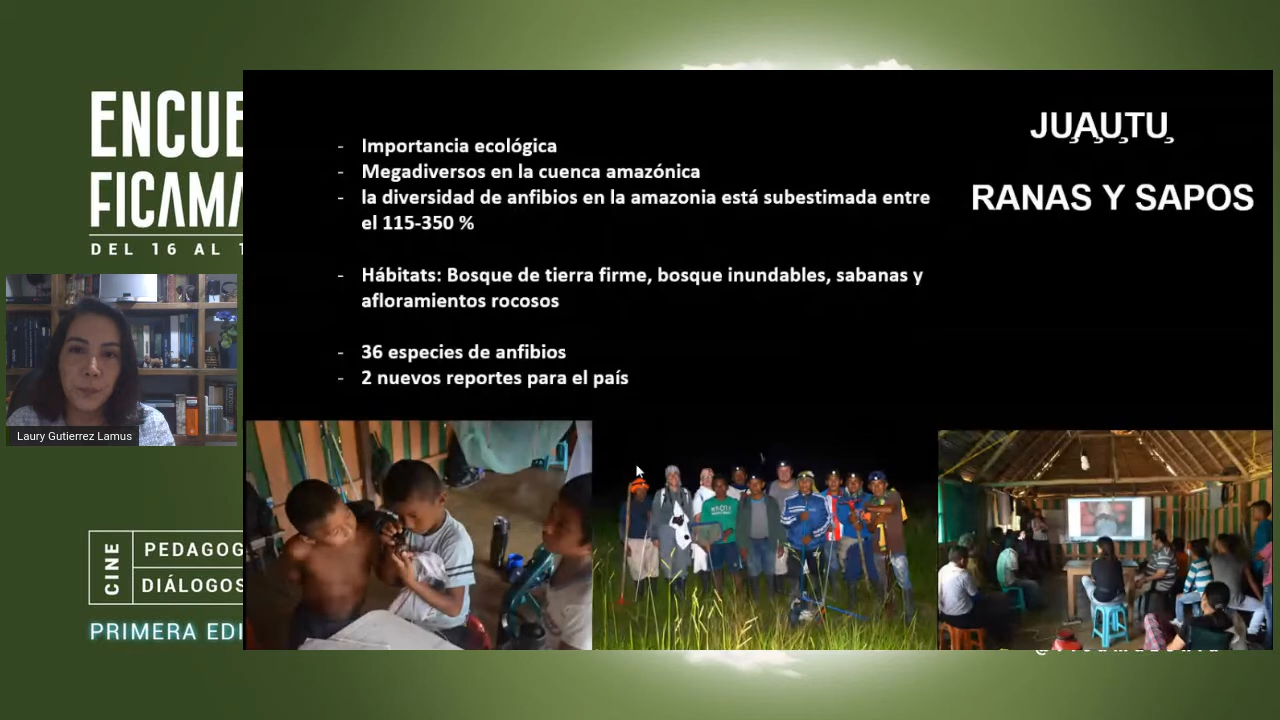 ENCUE
FICAMA
DEL 16 AL 1
Laury Gutierrez Lamus
CINE
PEDAGOG
DIÁLOGOS
PRIMERA EDI
- Importancia ecológica
- Megadiversos en la cuenca amazónica
- la diversidad de anfibios en la amazonia está subestimada entre
el 115-350 %
- Hábitats: Bosque de tierra firme, bosque inundables, sabanas y
afloramientos rocosos
- 36 especies de anfibios
- 2 nuevos reportes para el país
JU̧A̧U̧TU̧
RANAS Y SAPOS